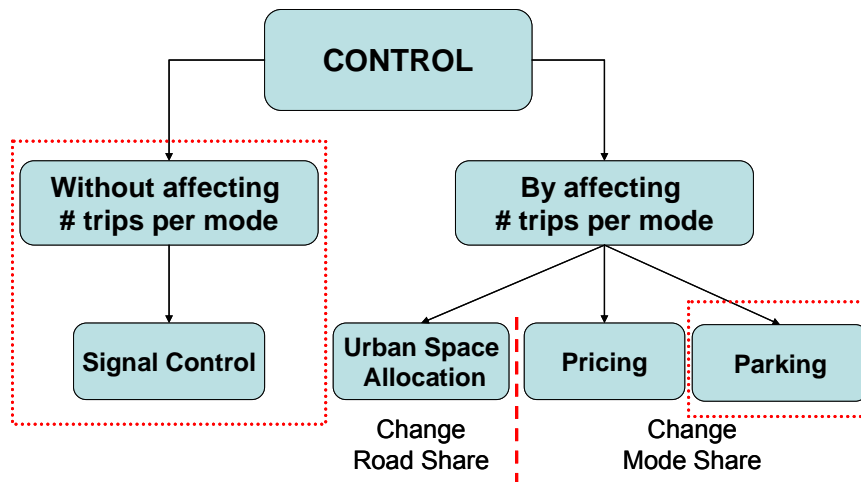 CONTROL
Without affecting
# trips per mode
By affecting
# trips per mode
Signal Control
Urban Space
Allocation
Pricing
Parking
Change
Road Share
Change
Mode Share